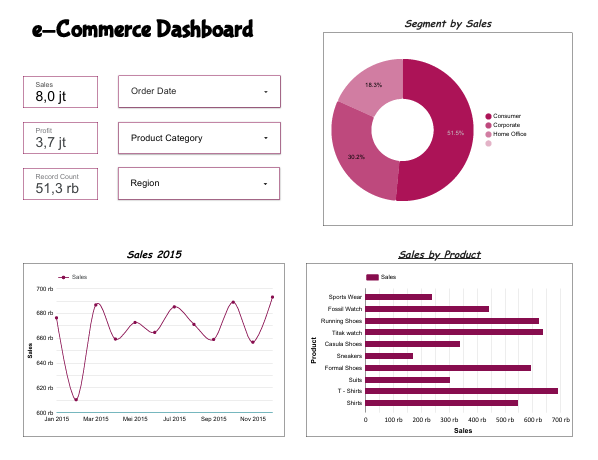 e-Commerce Dashboard
Sales
8,0 jt
Order Date
Profit
3,7 jt
Product Category
Record Count
51,3 rb
Region
Segment by Sales
18.3%
51.5%
30.2%
Consumer
Corporate
Home Office
Sales 2015
Sales
700 rb
680 rb
660 rb
640 rb
620 rb
600 rb
Sales
Jan 2015
Mar 2015
Mei 2015
Jul 2015
Sep 2015
Nov 2015
Sales by Product
Sales
Product
Sports Wear
Fossil Watch
Running Shoes
Titak watch
Casula Shoes
Sneakers
Formal Shoes
Suits
T - Shirts
Shirts
0
100 rb
200 rb
300 rb
400 rb
500 rb
600 rb
700 rb
Sales